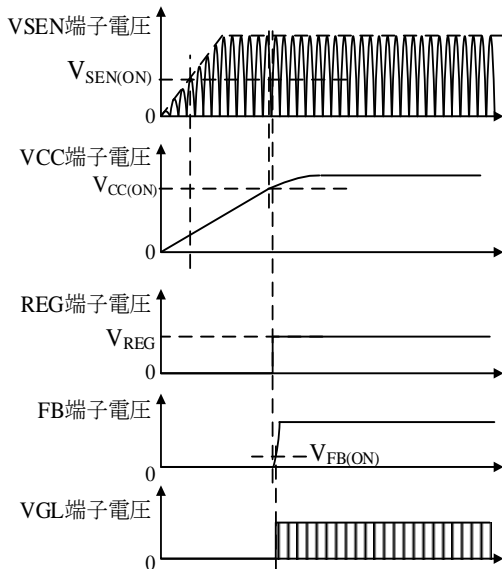 VSEN端子電圧
VSEN(ON)
0
VCC端子電圧
VCC(ON)
0
REG端子電圧
VREG
0
FB端子電圧
VFB(ON)
0
VGL端子電圧
0